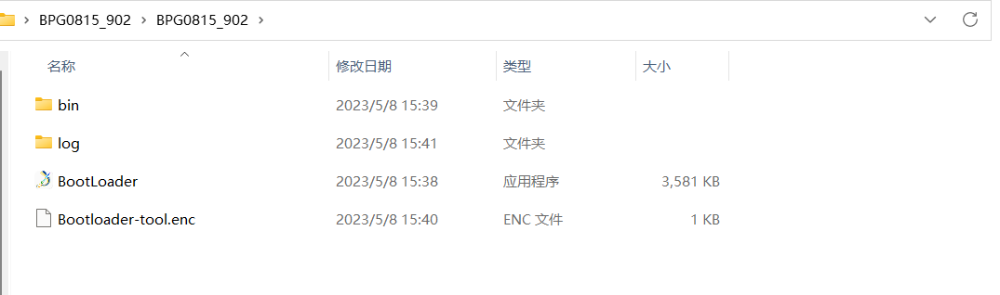 BPG0815_902 > BPG0815_902 >
名称 修改日期 类型 大小
bin 2023/5/8 15:39 文件夹
log 2023/5/8 15:41 文件夹
BootLoader 2023/5/8 15:38 应用程序 3,581 KB
Bootloader-tool.enc 2023/5/8 15:40 ENC 文件 1 KB